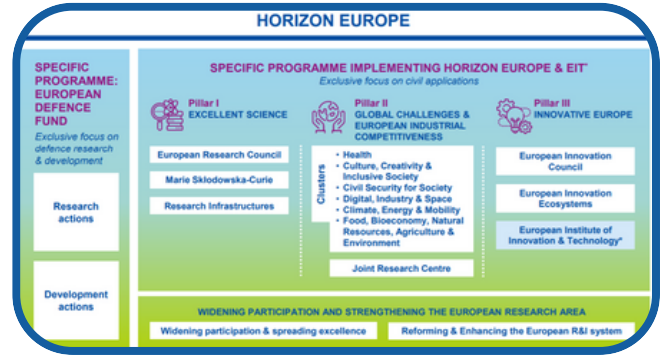 HORIZON EUROPE
SPECIFIC
PROGRAMME:
EUROPEAN
DEFENCE
FUND
Exclusive focus on
defence research
& development
Research
actions
Development
actions
SPECIFIC PROGRAMME IMPLEMENTING HORIZON EUROPE & EIT*
Exclusive focus on civil applications
Pillar I
EXCELLENT SCIENCE
European Research Council
Marie Skłodowska-Curie
Research Infrastructures
Pillar II
GLOBAL CHALLENGES &
EUROPEAN INDUSTRIAL
COMPETITIVENESS
Clusters
• Health
• Culture, Creativity &
Inclusive Society
• Civil Security for Society
• Digital, Industry & Space
• Climate, Energy & Mobility
• Food, Bioeconomy, Natural
Resources, Agriculture &
Environment
Joint Research Centre
Pillar III
INNOVATIVE EUROPE
European Innovation
Council
European Innovation
Ecosystems
European Institute of
Innovation & Technology*
WIDENING PARTICIPATION AND STRENGTHENING THE EUROPEAN RESEARCH AREA
Widening participation & spreading excellence
Reforming & Enhancing the European R&I system